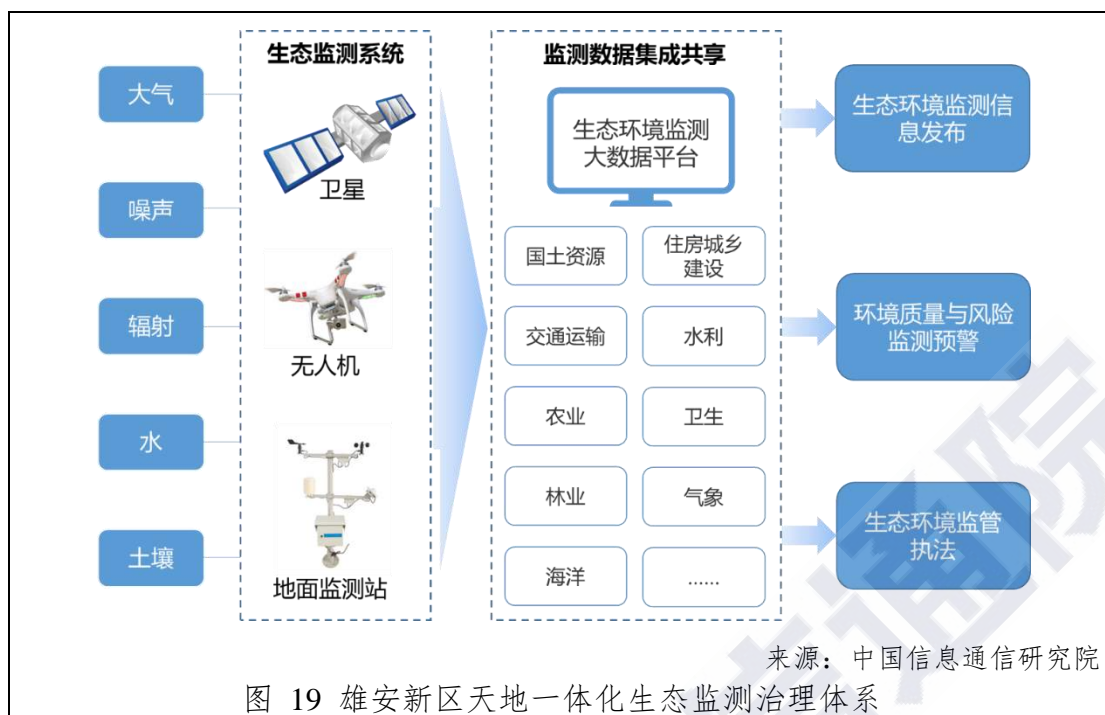 生态监测系统
监测数据集成共享
大气
噪声
辐射
水
土壤
卫星
无人机
地面监测站
生态环境监测
大数据平台
国土资源
住房城乡
建设
交通运输
水利
农业
卫生
林业
气象
海洋
......
生态环境监测信
息发布
环境质量与风险
监测预警
生态环境监管
执法
来源：中国信息通信研究院
图 19 雄安新区天地一体化生态监测治理体系